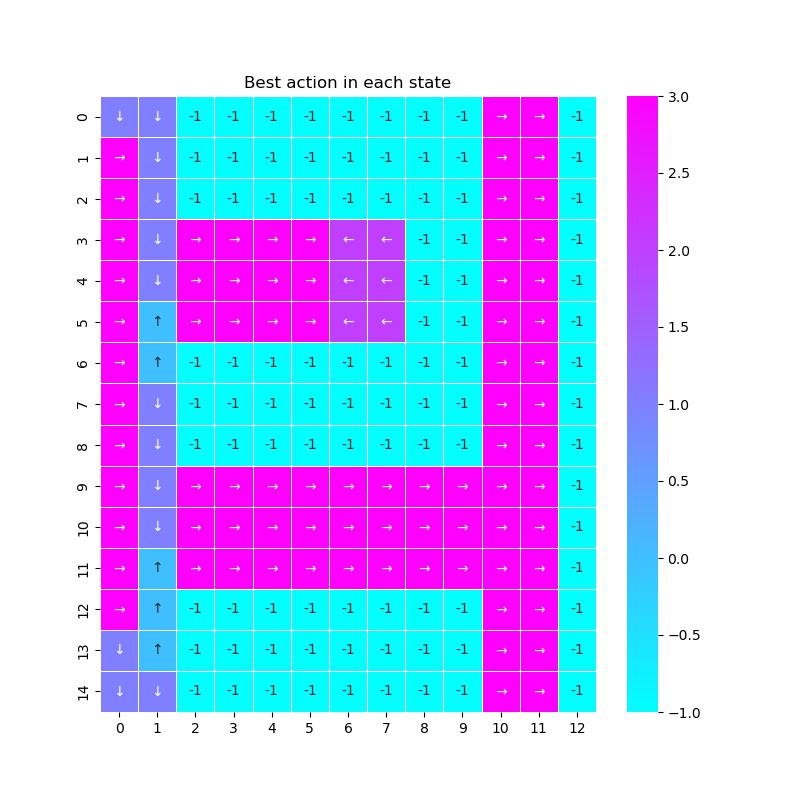 Best action in each state
0 ↓ ↓ -1 -1 -1 -1 -1 -1 -1 -1 → → -1
1 → ↓ -1 -1 -1 -1 -1 -1 -1 -1 → → -1
2 → ↓ -1 -1 -1 -1 -1 -1 -1 -1 → → -1
3 → ↓ → → → → ← ← -1 -1 → → -1
4 → ↓ → → → → ← ← -1 -1 → → -1
5 → ↑ → → → → ← ← -1 -1 → → -1
6 → ↑ -1 -1 -1 -1 -1 -1 -1 -1 → → -1
7 → ↓ -1 -1 -1 -1 -1 -1 -1 -1 → → -1
8 → ↓ -1 -1 -1 -1 -1 -1 -1 -1 → → -1
9 → ↓ → → → → → → → → → → -1
10 → ↓ → → → → → → → → → → -1
11 → ↑ → → → → → → → → → → -1
12 → ↑ -1 -1 -1 -1 -1 -1 -1 -1 → → -1
13 ↓ ↑ -1 -1 -1 -1 -1 -1 -1 -1 → → -1
14 ↓ ↓ -1 -1 -1 -1 -1 -1 -1 -1 → → -1
0 1 2 3 4 5 6 7 8 9 10 11 12
3.0
2.5
2.0
1.5
1.0
0.5
0.0
−0.5
−1.0